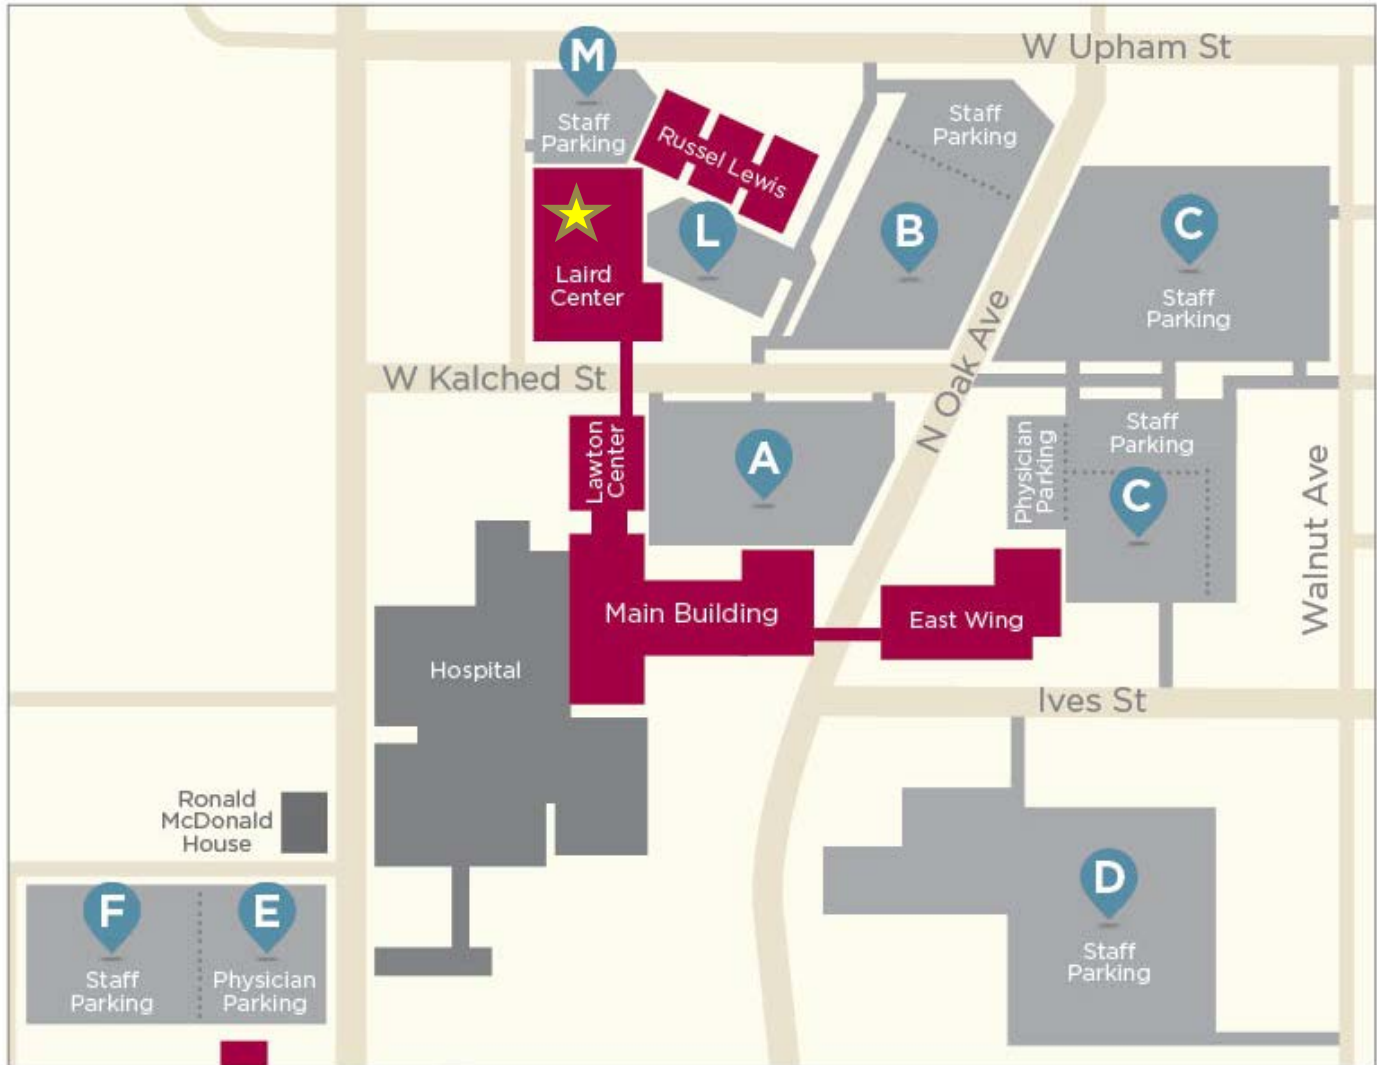 W Upham St
M
Staff
Parking
Russel Lewis
Staff
Parking
L
B
C
Staff
Parking
Laird
Center
W Kalched St
N Oak Ave
Lawton
Center
A
Physician
Parking
Staff
Parking
C
Walnut Ave
Main Building
East Wing
Hospital
Ives St
Ronald
McDonald
House
F
Staff
Parking
E
Physician
Parking
D
Staff
Parking